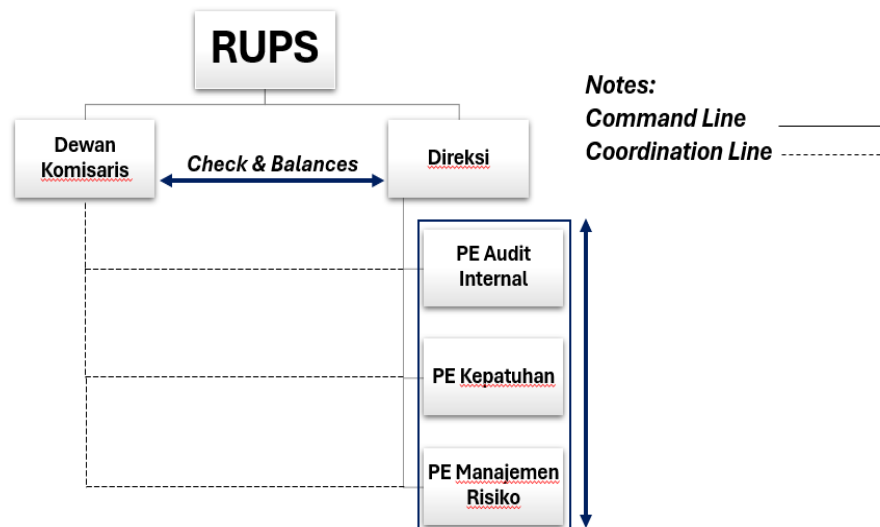 RUPS
Notes:
Command Line
Coordination Line
Dewan
Komisaris
Check & Balances
Direksi
PE Audit
Internal
PE Kepatuhan
PE Manajemen
Risiko